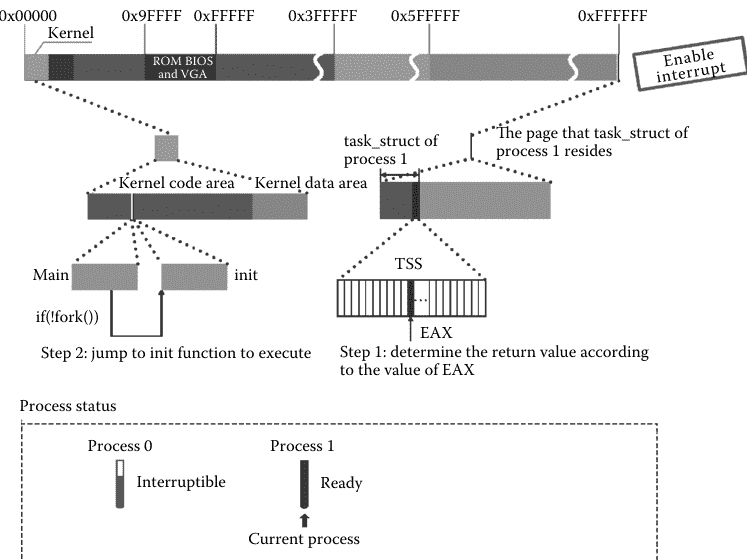 0x00000
0x9FFFF
0xFFFFF
0x3FFFFF
0x5FFFFF
0xFFFFFF
Kernel
ROM BIOS
and VGA
Enable
interrupt
task_struct of
process 1
The page that task_struct of
process 1 resides
Kernel code area
Kernel data area
Main
init
TSS
if(!fork())
EAX
Step 2: jump to init function to execute
Step 1: determine the return value according
to the value of EAX
Process status
Process 0
Process 1
Interruptible
Ready
Current process